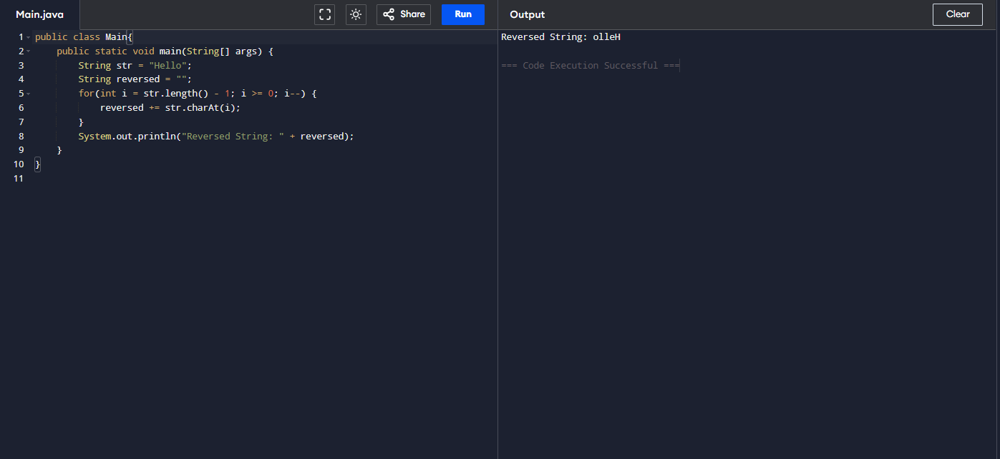 Main.java
Share
Run
Output
Clear
1 public class Main{
2     public static void main(String[] args) {
3         String str = "Hello";
4         String reversed = "";
5         for(int i = str.length() - 1; i >= 0; i--) {
6             reversed += str.charAt(i);
7         }
8         System.out.println("Reversed String: " + reversed);
9     }
10 }
11
Reversed String: olleH
=== Code Execution Successful ===